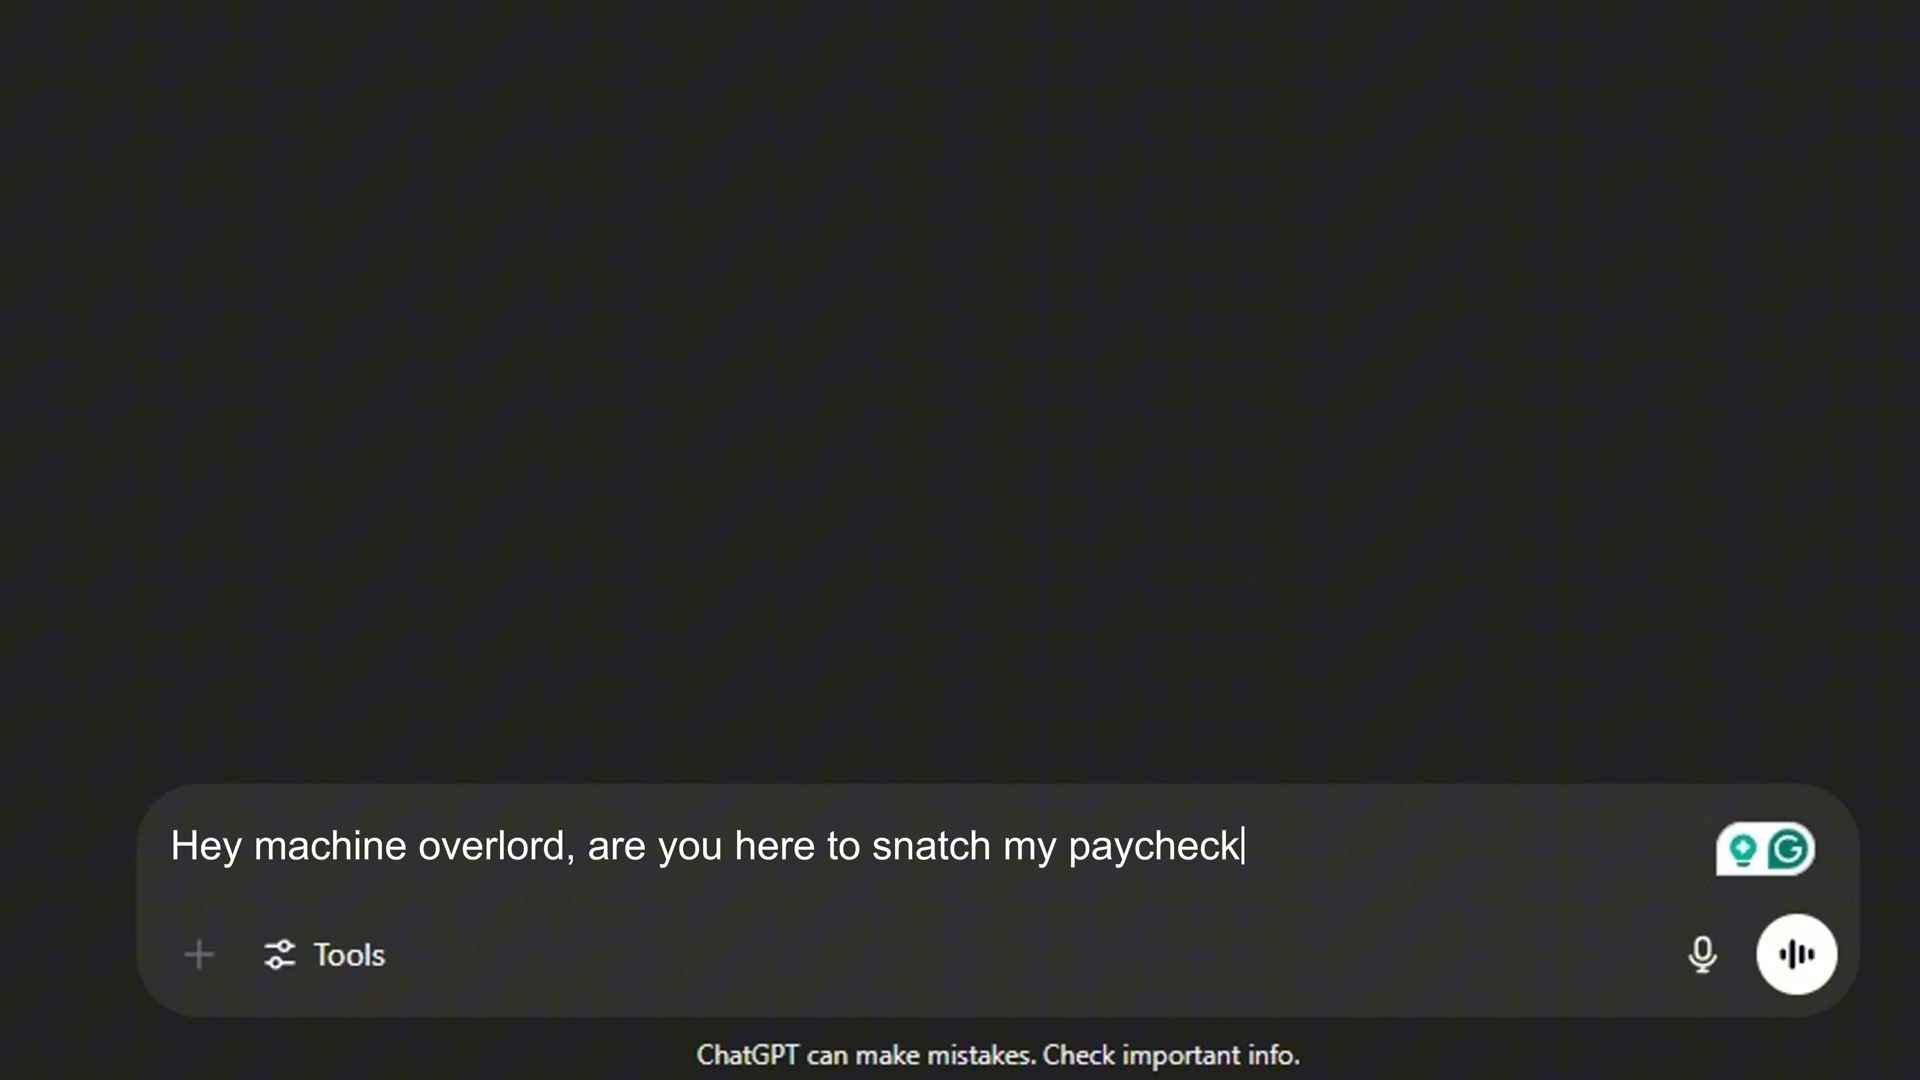 Hey machine overlord, are you here to snatch my paycheck
Tools
ChatGPT can make mistakes. Check important info.